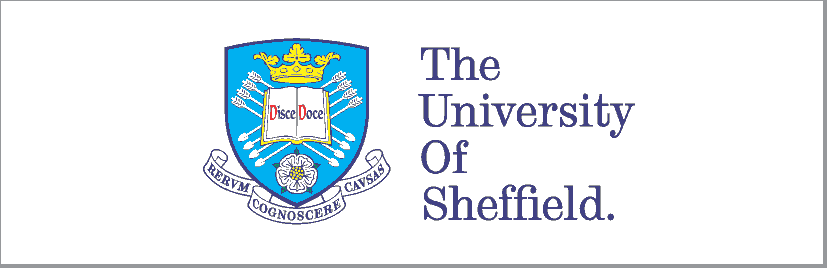 Disce Doce
RERVM COGNOSCERE CAVSAS
The
University
Of
Sheffield.